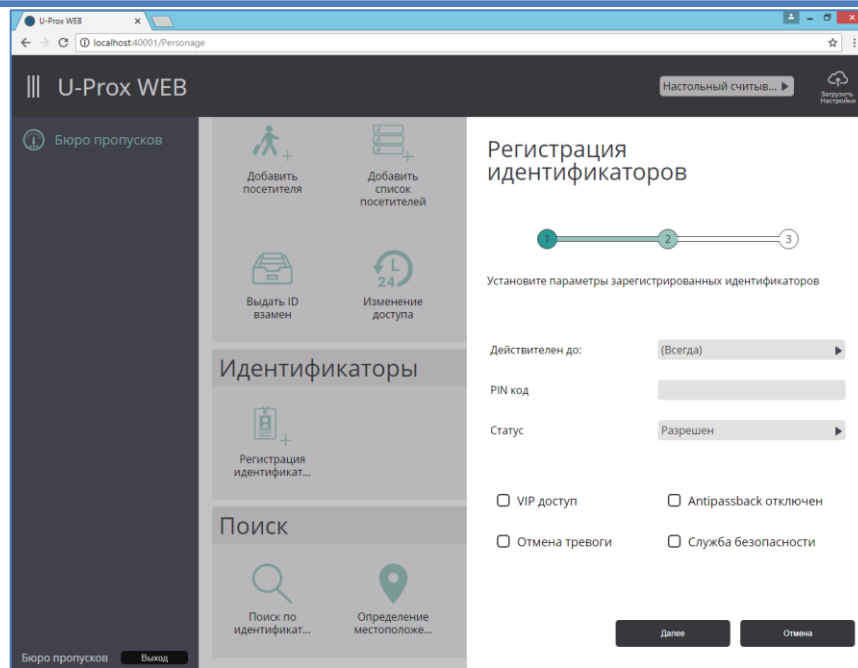 U-Prox WEB
localhost:40001/Personage
U-Prox WEB
Настольный считыв...
Загрузить
Настройки
Бюро пропусков
Добавить
посетителя
Добавить
список
посетителей
24
Выдать ID
взамен
Изменение
доступа
Идентификаторы
Регистрация
идентификат...
Поиск
Поиск по
идентификат...
Определение
местоположе...
Бюро пропусков
Выход
Регистрация
идентификаторов
1
2
3
Установите параметры зарегистрированных идентификаторов
Действителен до:
(Всегда)
PIN код
Статус
Разрешен
VIP доступ
Antipassback отключен
Отмена тревоги
Служба безопасности
Далее
Отмена